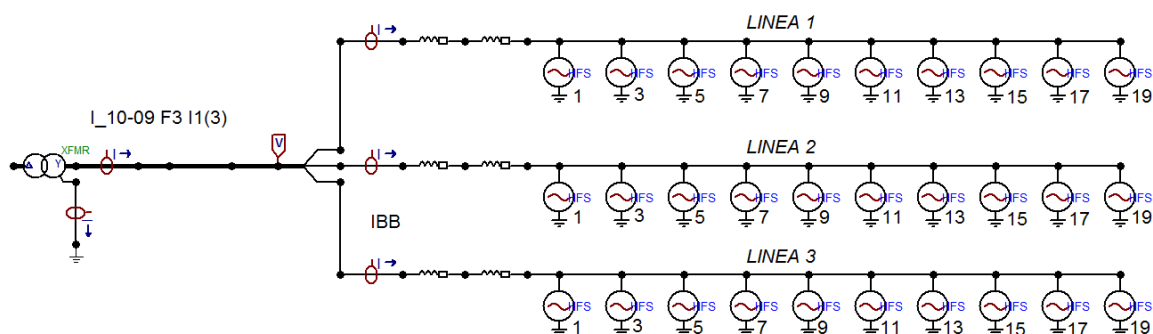 LINEA 1
I →
HFS HFS HFS HFS HFS HFS HFS HFS HFS HFS
1 3 5 7 9 11 13 15 17 19
I_10-09 F3 I1(3)
XFMR
Y
I →
V
LINEA 2
I →
HFS HFS HFS HFS HFS HFS HFS HFS HFS HFS
1 3 5 7 9 11 13 15 17 19
I
IBB
LINEA 3
I →
HFS HFS HFS HFS HFS HFS HFS HFS HFS HFS
1 3 5 7 9 11 13 15 17 19